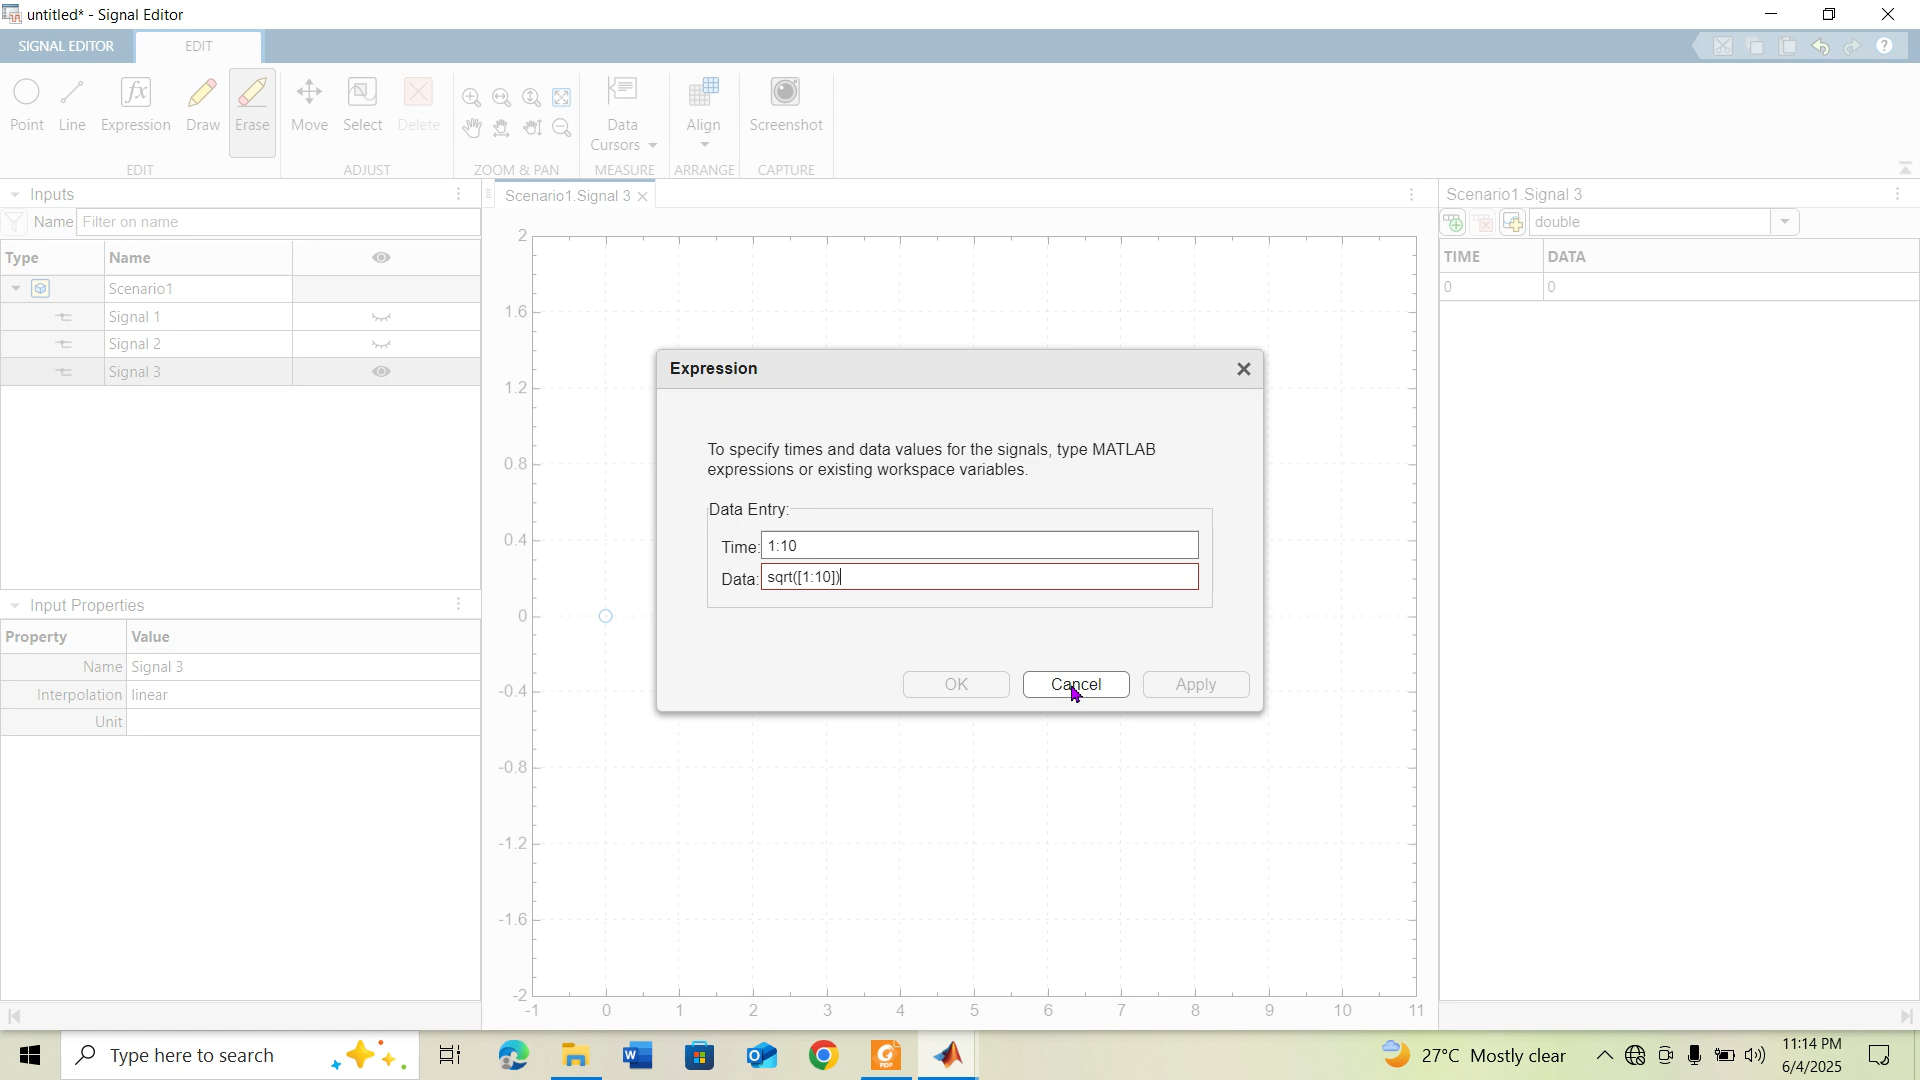 untitled* - Signal Editor
SIGNAL EDITOR EDIT
Point Line Expression Draw Erase Move Select Delete Data Cursors Align Screenshot
EDIT ADJUST ZOOM & PAN MEASURE ARRANGE CAPTURE
Inputs
Name Filter on name
Type Name
Scenario1
Signal 1
Signal 2
Signal 3
Input Properties
Property Value
Name Signal 3
Interpolation linear
Unit
Scenario1.Signal 3
2
1.6
1.2
0.8
0.4
0
-0.4
-0.8
-1.2
-1.6
-2
-1 0 1 2 3 4 5 6 7 8 9 10 11
Expression
To specify times and data values for the signals, type MATLAB
expressions or existing workspace variables.
Data Entry:
Time: 1:10
Data: sqrt([1:10])
OK Cancel Apply
Scenario1.Signal 3
double
TIME DATA
0 0
Type here to search
27°C Mostly clear
11:14 PM
6/4/2025